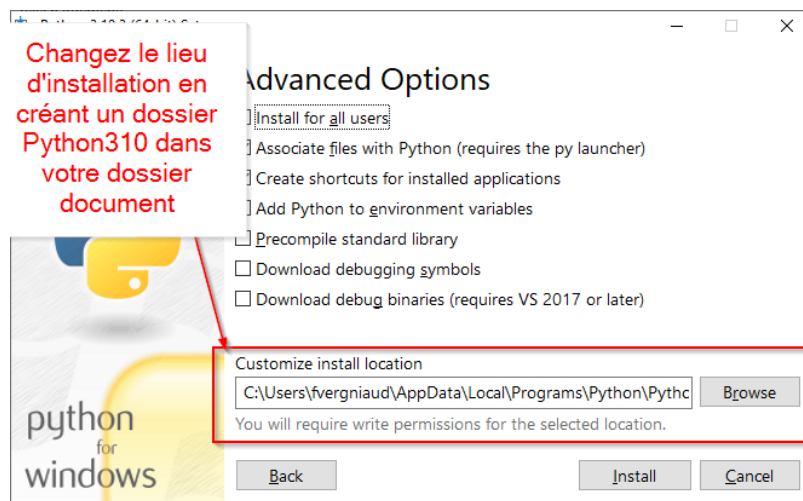 Changez le lieu
d'installation en
créant un dossier
Python310 dans
votre dossier
document
Advanced Options
Install for all users
Associate files with Python (requires the py launcher)
Create shortcuts for installed applications
Add Python to environment variables
Precompile standard library
Download debugging symbols
Download debug binaries (requires VS 2017 or later)
Customize install location
C:\Users\fvergniaud\AppData\Local\Programs\Python\Pythc
Browse
You will require write permissions for the selected location.
python
for
windows
Back
Install
Cancel